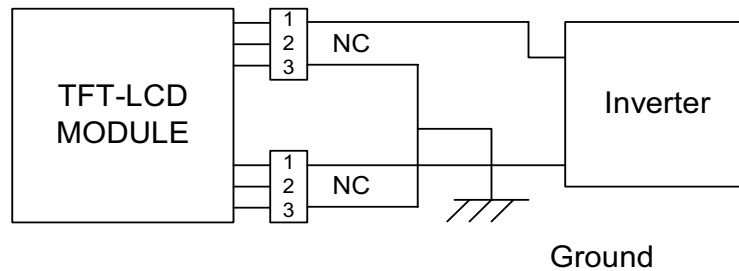 TFT-LCD
MODULE
1
2
3
NC
1
2
3
NC
Inverter
Ground